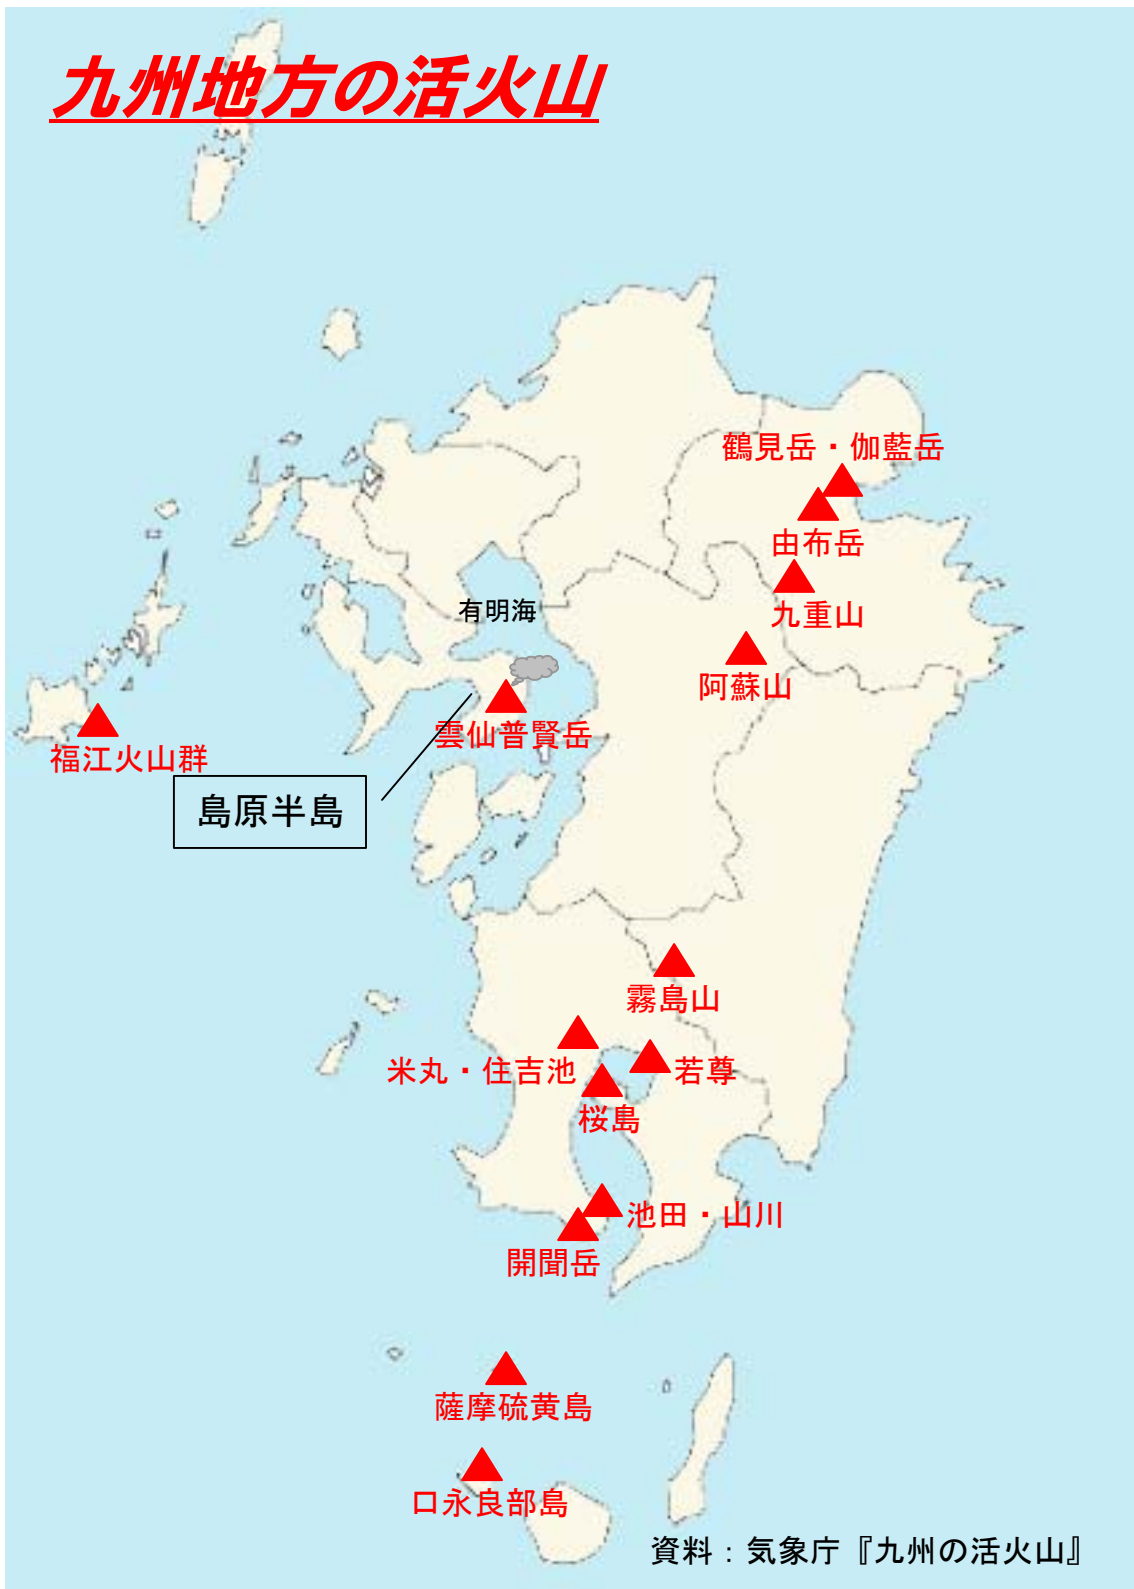 九州地方の活火山
鶴見岳・伽藍岳
由布岳
九重山
有明海
阿蘇山
雲仙普賢岳
福江火山群
島原半島
霧島山
米丸・住吉池
若尊
桜島
池田・山川
開聞岳
薩摩硫黄島
口永良部島
資料：気象庁『九州の活火山』